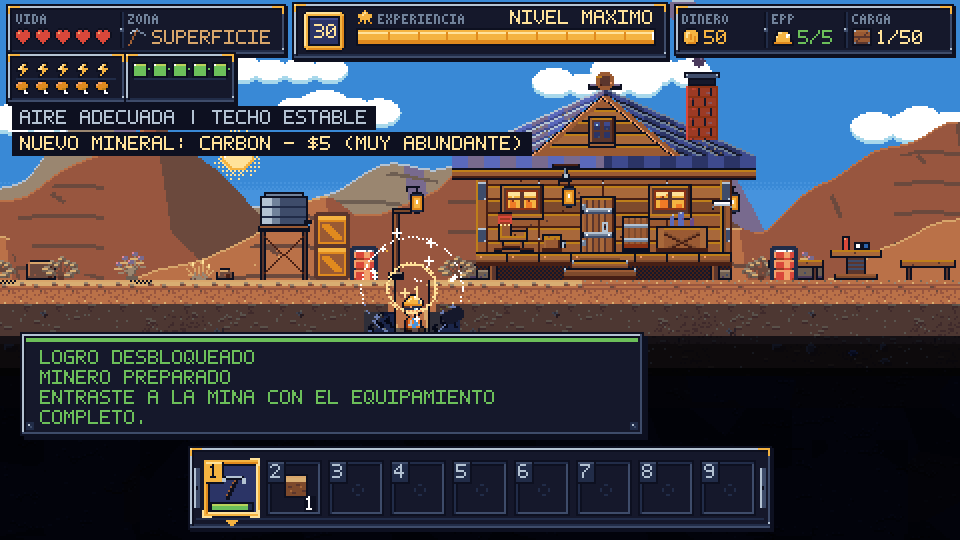 VIDA
ZONA
SUPERFICIE
30
EXPERIENCIA
NIVEL MAXIMO
DINERO
50
EPP
5/5
CARGA
1/50
AIRE ADECUADA | TECHO ESTABLE
NUEVO MINERAL: CARBON - $5 (MUY ABUNDANTE)
LOGRO DESBLOQUEADO
MINERO PREPARADO
ENTRASTE A LA MINA CON EL EQUIPAMIENTO
COMPLETO.
1 2 3 4 5 6 7 8 9
1